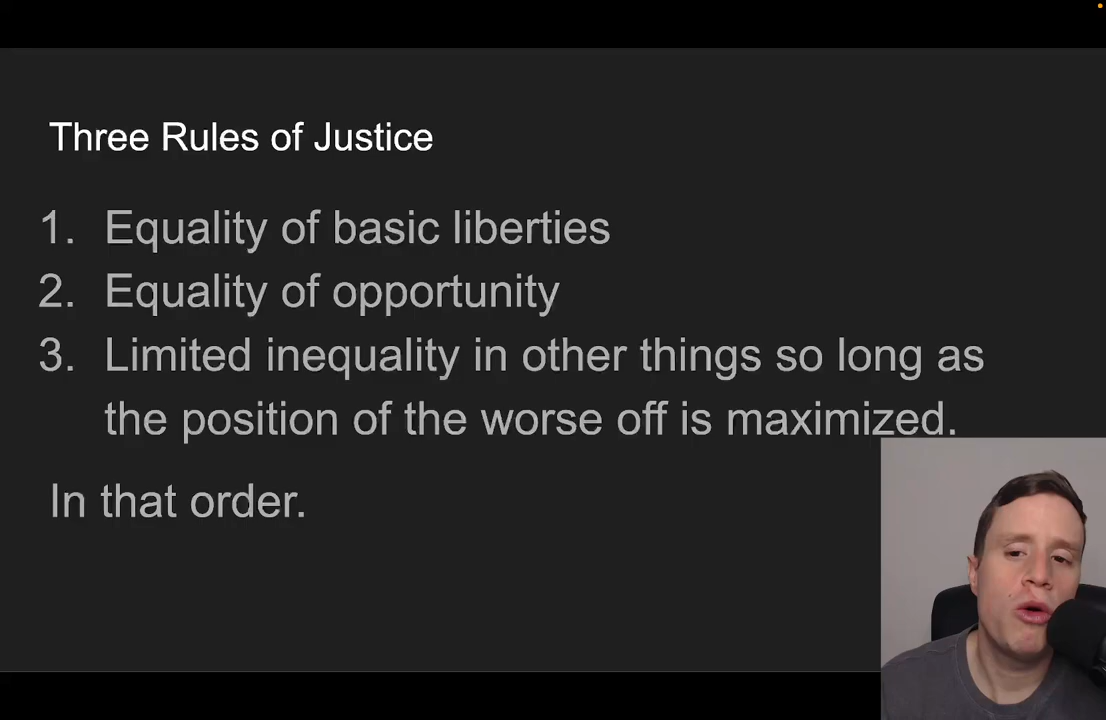 Three Rules of Justice
1. Equality of basic liberties
2. Equality of opportunity
3. Limited inequality in other things so long as
the position of the worse off is maximized.
In that order.